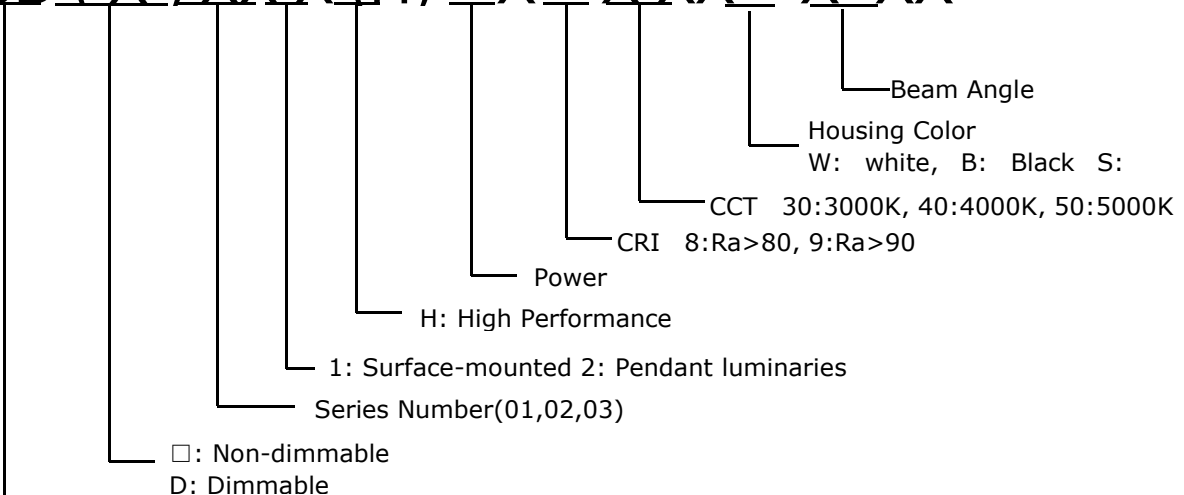 Beam Angle
Housing Color
W: white, B: Black S:
CCT 30:3000K, 40:4000K, 50:5000K
CRI 8:Ra>80, 9:Ra>90
Power
H: High Performance
1: Surface-mounted 2: Pendant luminaries
Series Number(01,02,03)
□: Non-dimmable
D: Dimmable